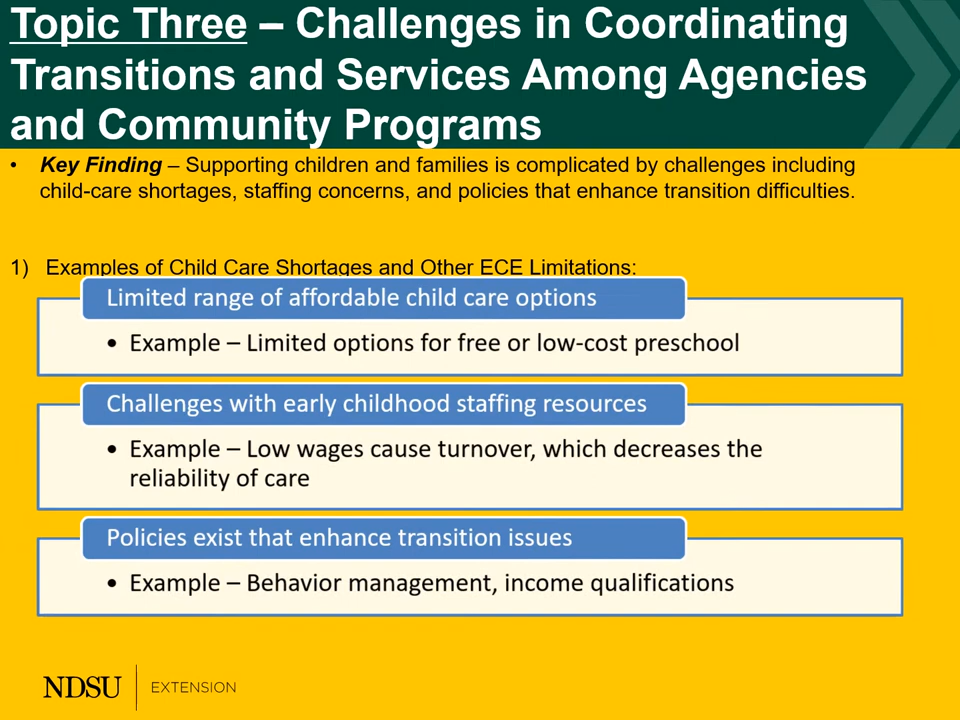 Topic Three – Challenges in Coordinating
Transitions and Services Among Agencies
and Community Programs
• Key Finding – Supporting children and families is complicated by challenges including
child-care shortages, staffing concerns, and policies that enhance transition difficulties.
1) Examples of Child Care Shortages and Other ECE Limitations:
Limited range of affordable child care options
• Example – Limited options for free or low-cost preschool
Challenges with early childhood staffing resources
• Example – Low wages cause turnover, which decreases the
reliability of care
Policies exist that enhance transition issues
• Example – Behavior management, income qualifications
NDSU EXTENSION